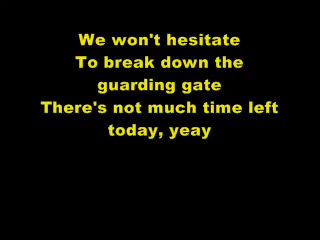 We won't hesitate
To break down the
guarding gate
There's not much time left
today, yeay